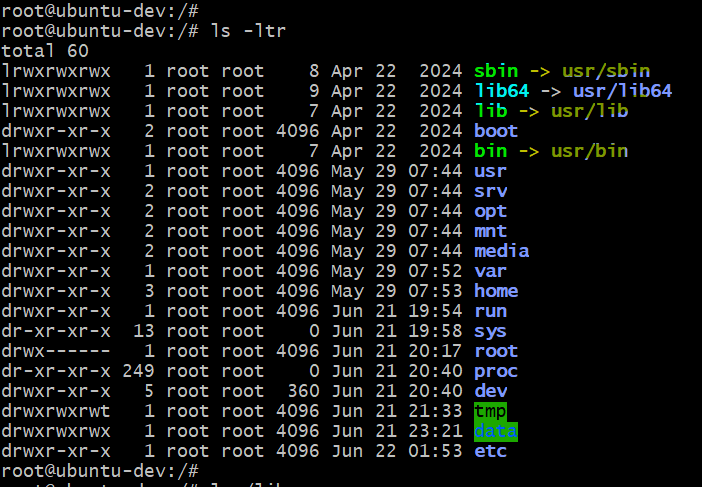 root@ubuntu-dev:/#
root@ubuntu-dev:/# ls -ltr
total 60
lrwxrwxrwx   1 root root    8 Apr 22  2024 sbin -> usr/sbin
lrwxrwxrwx   1 root root    9 Apr 22  2024 lib64 -> usr/lib64
lrwxrwxrwx   1 root root    7 Apr 22  2024 lib -> usr/lib
drwxr-xr-x   2 root root 4096 Apr 22  2024 boot
lrwxrwxrwx   1 root root    7 Apr 22  2024 bin -> usr/bin
drwxr-xr-x   1 root root 4096 May 29 07:44 usr
drwxr-xr-x   2 root root 4096 May 29 07:44 srv
drwxr-xr-x   2 root root 4096 May 29 07:44 opt
drwxr-xr-x   2 root root 4096 May 29 07:44 mnt
drwxr-xr-x   2 root root 4096 May 29 07:44 media
drwxr-xr-x   1 root root 4096 May 29 07:52 var
drwxr-xr-x   3 root root 4096 May 29 07:53 home
drwxr-xr-x   1 root root 4096 Jun 21 19:54 run
dr-xr-xr-x  13 root root    0 Jun 21 19:58 sys
drwx------   1 root root 4096 Jun 21 20:17 root
dr-xr-xr-x 249 root root    0 Jun 21 20:40 proc
drwxr-xr-x   5 root root  360 Jun 21 20:40 dev
drwxrwxrwt   1 root root 4096 Jun 21 21:33 tmp
drwxrwxrwx   1 root root 4096 Jun 21 23:21 data
drwxr-xr-x   1 root root 4096 Jun 22 01:53 etc
root@ubuntu-dev:/#